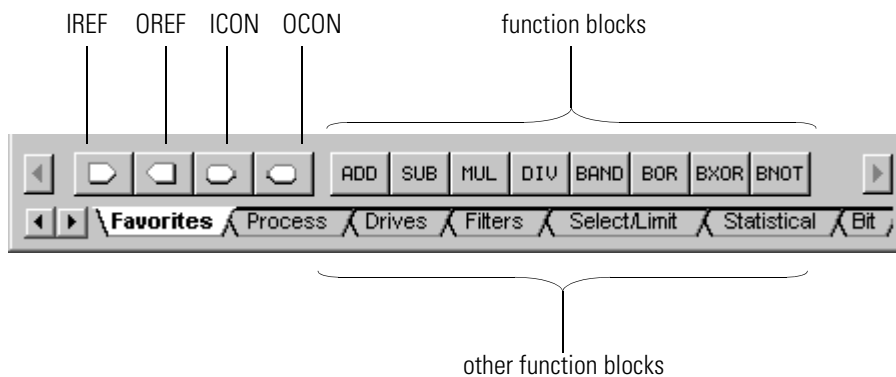 IREF OREF ICON OCON function blocks
ADD SUB MUL DIV BAND BOR BXOR BNOT
Favorites Process Drives Filters Select/Limit Statistical Bit
other function blocks